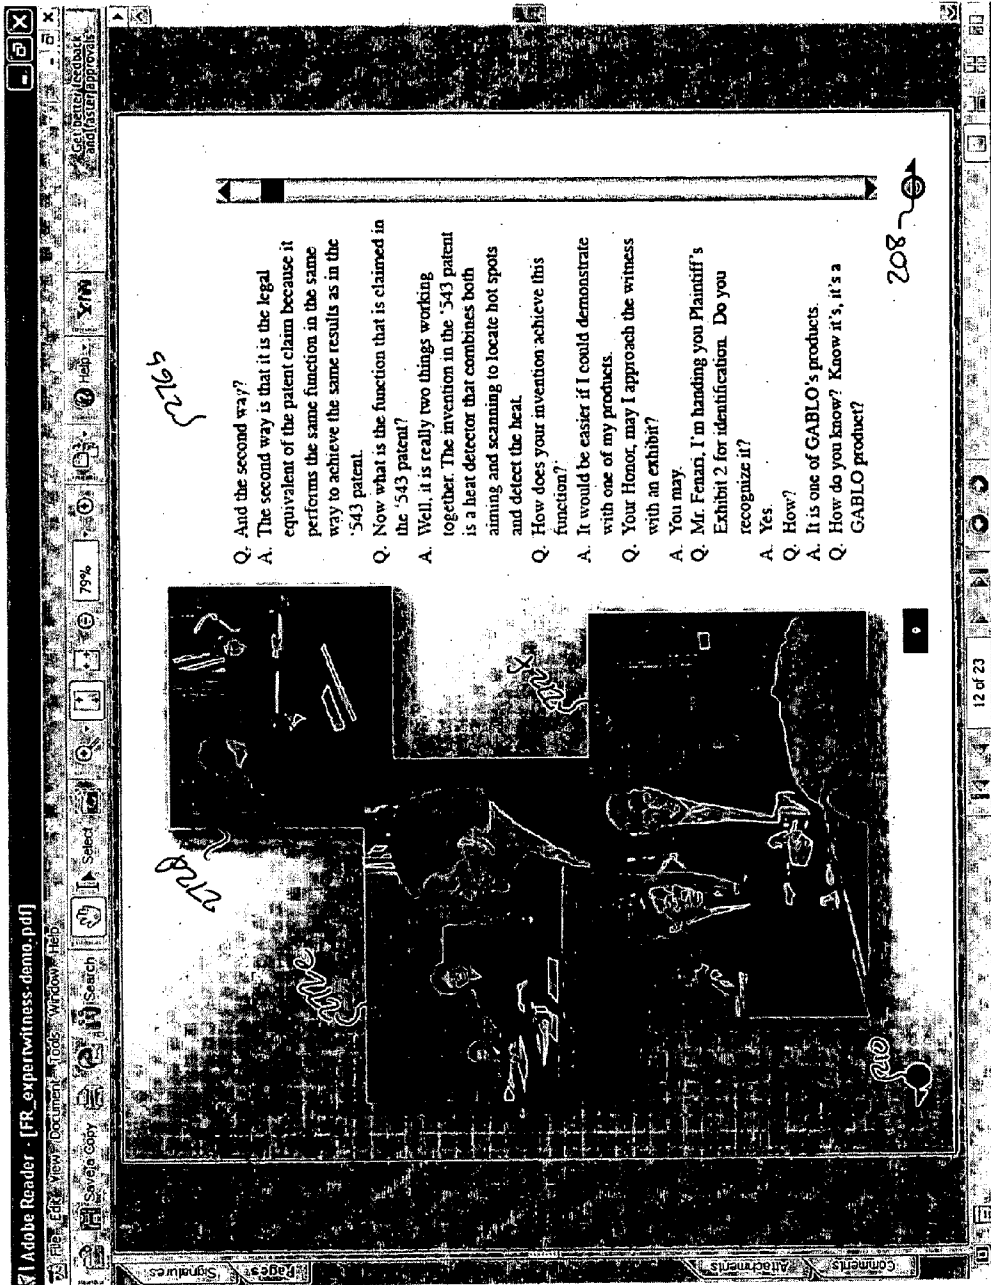 Adobe Reader - [FR_expertwitness-demo.pdf]
File Edit View Document Tools Window Help
Save a Copy Search Select 79% Help Y!
Get better feedback
and faster approvals
Signatures
Pages
Attachments
Comments
Q. And the second way?
A. The second way is that it is the legal
equivalent of the patent claim because it
performs the same function in the same
way to achieve the same results as in the
'543 patent.
Q. Now what is the function that is claimed in
the '543 patent?
A. Well, it is really two things working
together. The invention in the '543 patent
is a heat detector that combines both
aiming and scanning to locate hot spots
and detect the heat.
Q. How does your invention achieve this
function?
A. It would be easier if I could demonstrate
with one of my products.
Q. Your Honor, may I approach the witness
with an exhibit?
A. You may.
Q. Mr. Fenan, I'm handing you Plaintiff's
Exhibit 2 for identification. Do you
recognize it?
A. Yes.
Q. How?
A. It is one of GABLO's products.
Q. How do you know? Know it's, it's a
GABLO product?
9
208
210
12 of 23